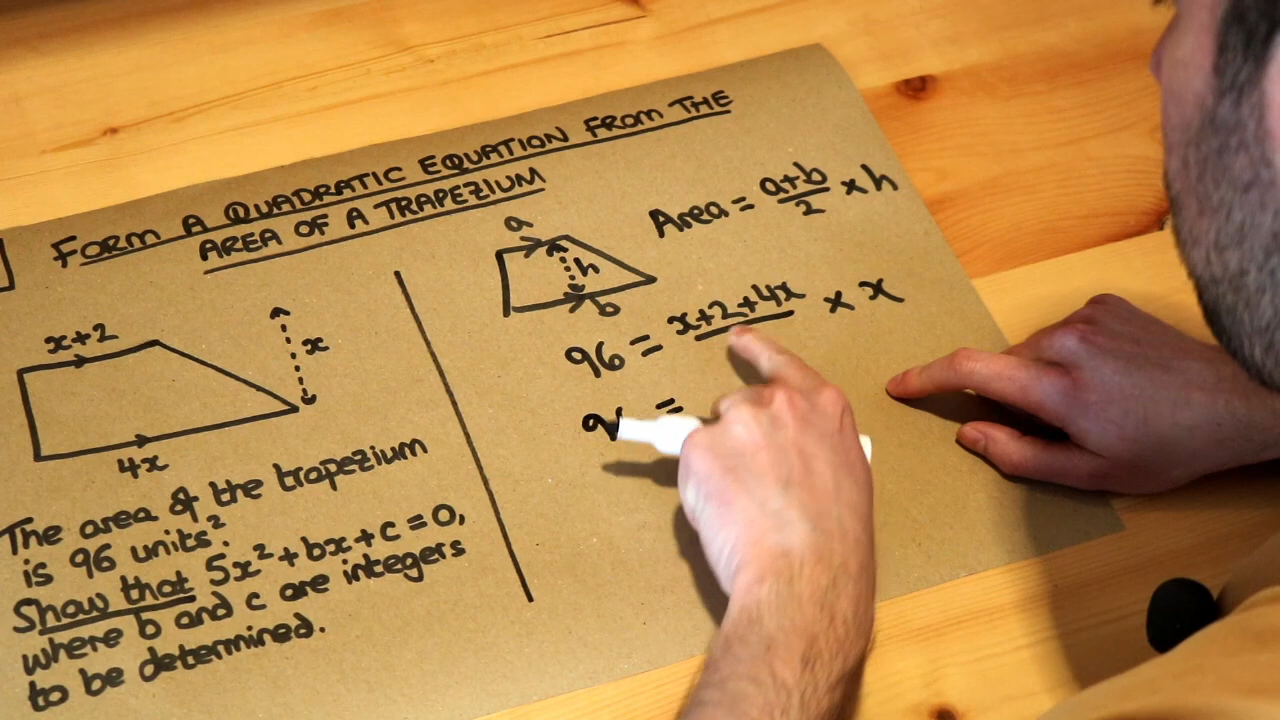 FORM A QUADRATIC EQUATION FROM THE
AREA OF A TRAPEZIUM
x+2
x
4x
The area of the trapezium
is 96 units².
Show that 5x²+bx+c=0,
where b and c are integers
to be determined.
a
h
b
Area = a+b/2 × h
96 = x+2+4x × x
9 =